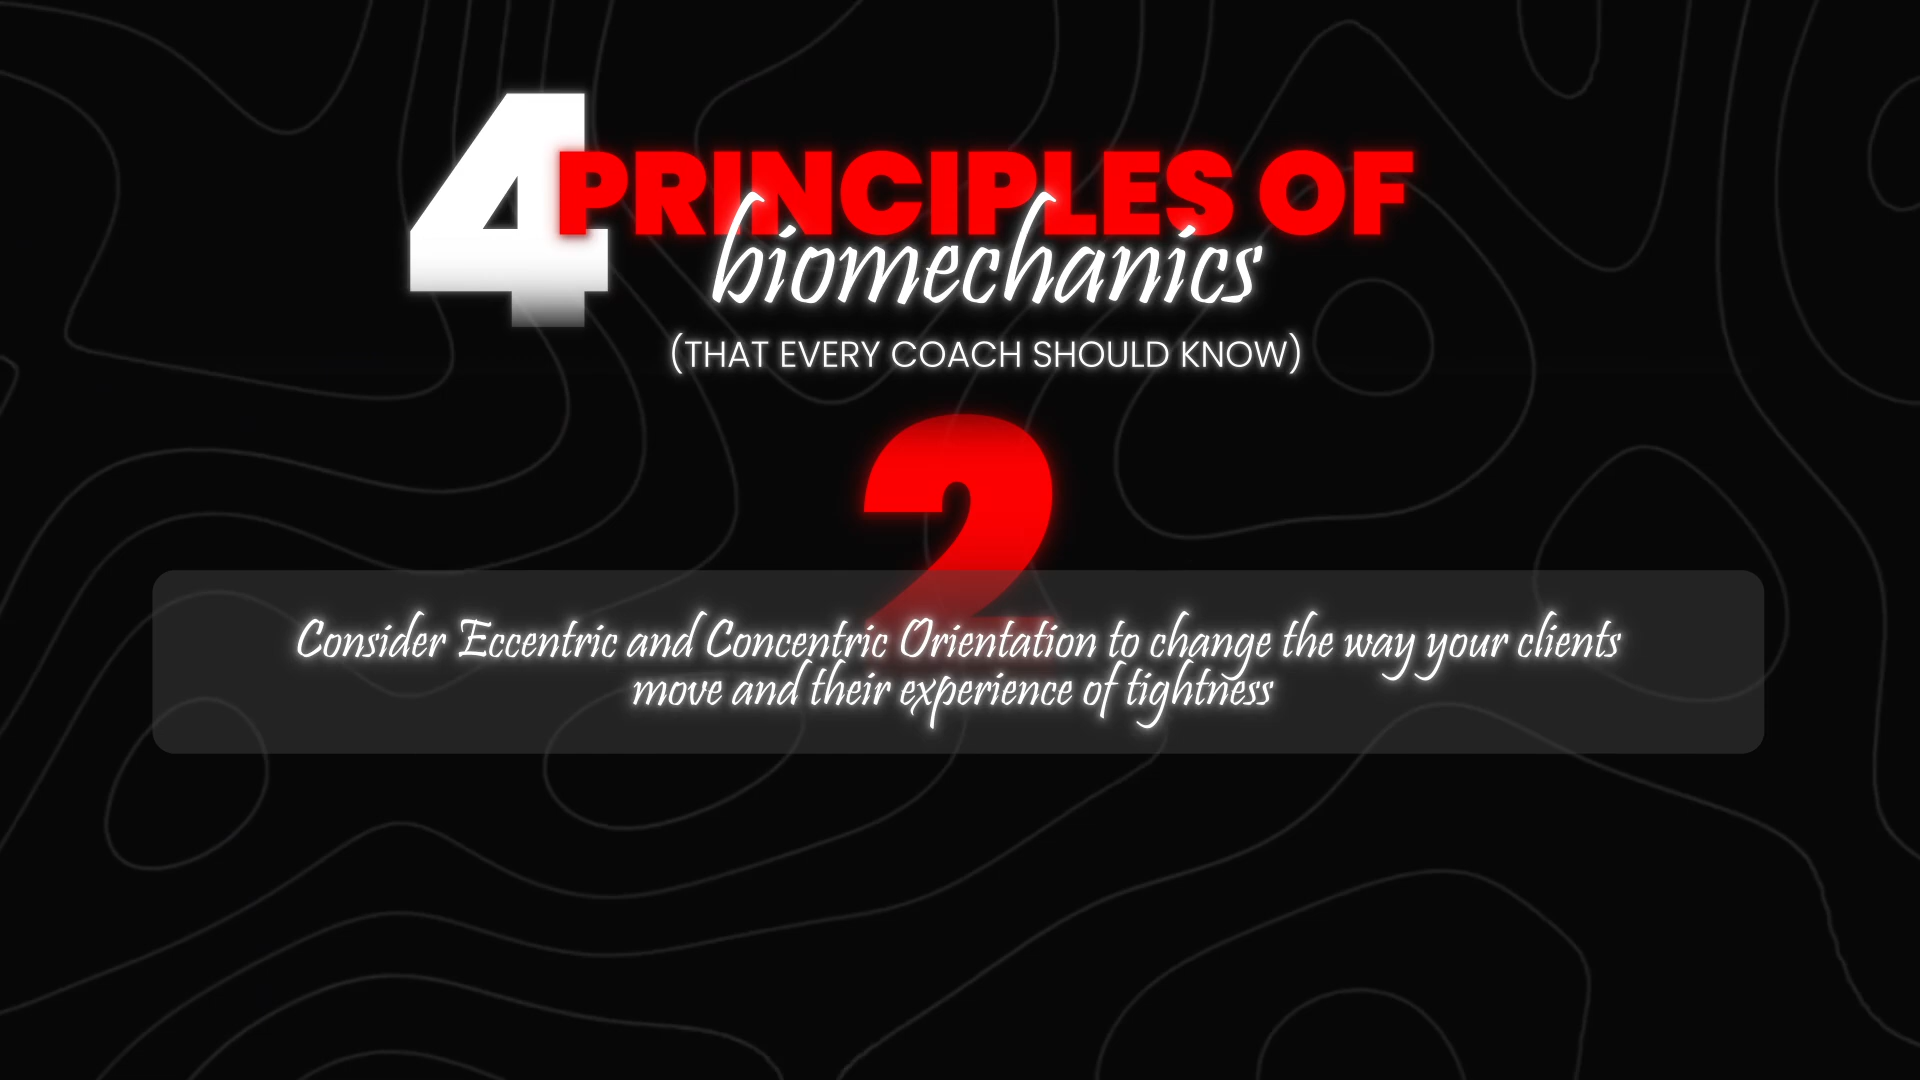 4 PRINCIPLES OF
biomechanics
(THAT EVERY COACH SHOULD KNOW)
2
Consider Eccentric and Concentric Orientation to change the way your clients
move and their experience of tightness